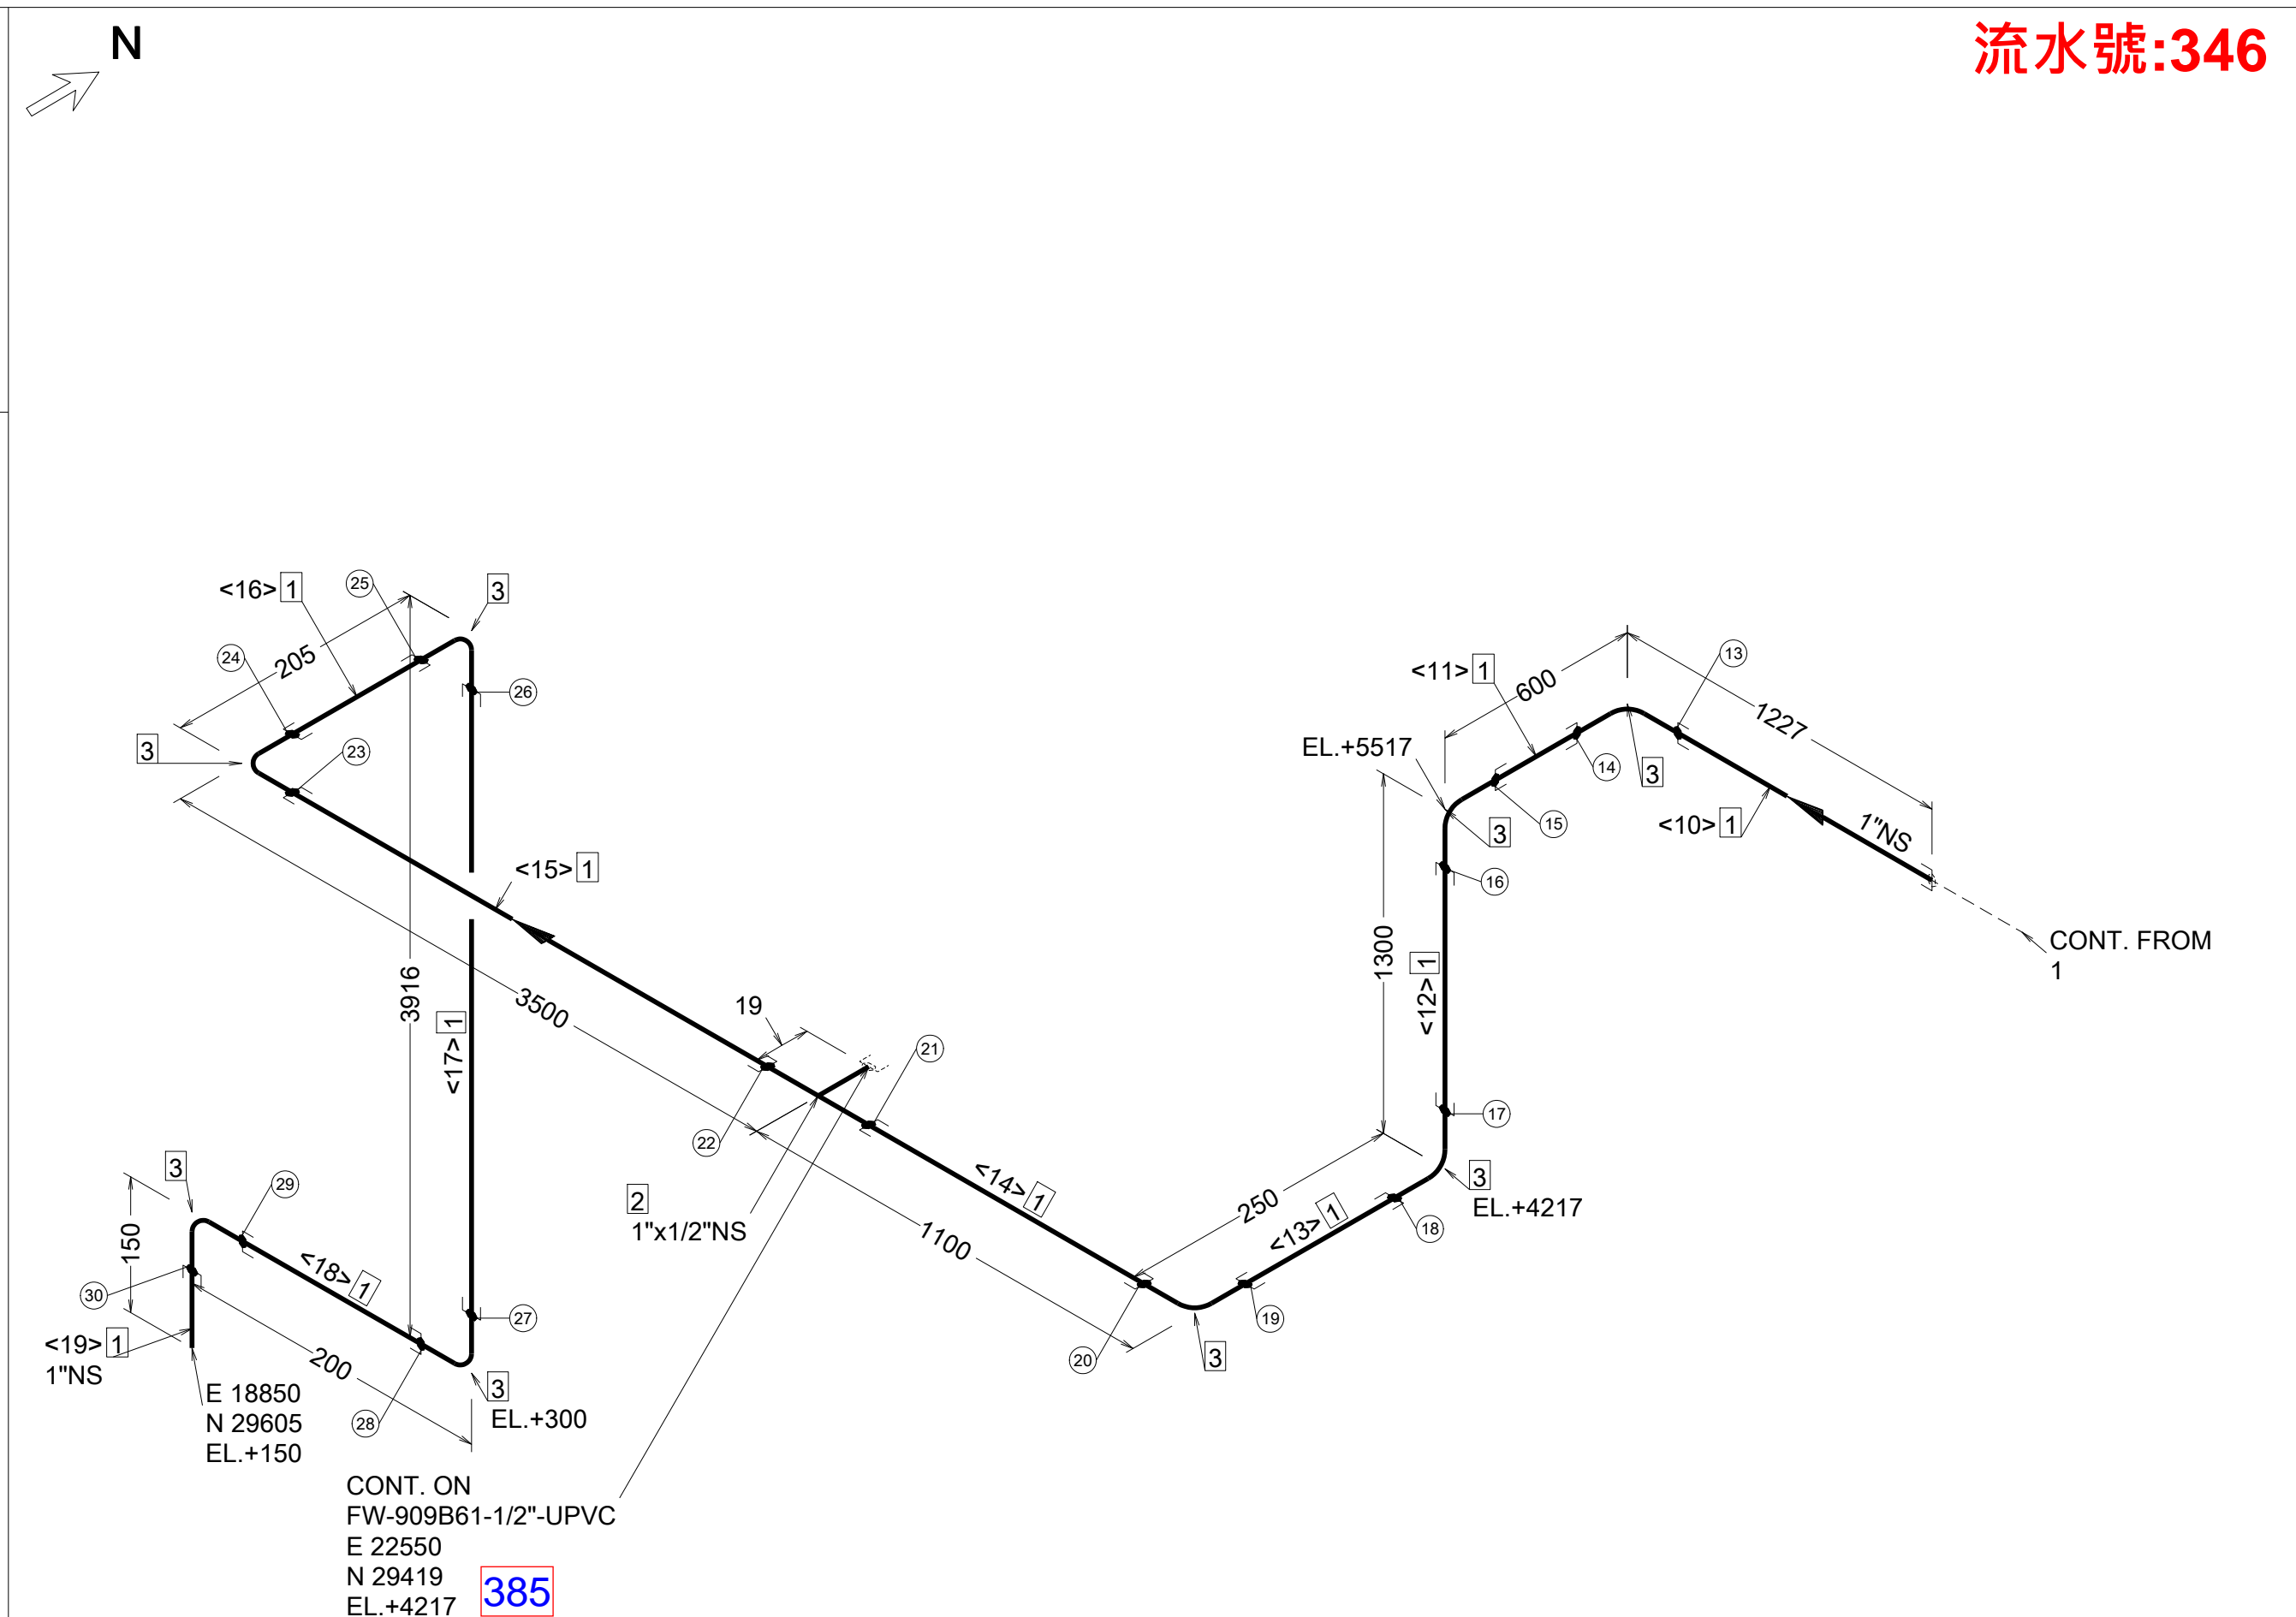 N
流水號:346
<16> 1
25
3
24
205
26
3
23
<15> 1
3916
3500
<17> 1
19
21
22
2
1"x1/2"NS
<14> 1
1100
20
3
29
150
<18> 1
30
<19> 1
1"NS
27
200
28
3
EL.+300
E 18850
N 29605
EL.+150
CONT. ON
FW-909B61-1/2"-UPVC
E 22550
N 29419
EL.+4217
385
13
<11> 1
600
1227
EL.+5517
14
3
15
3
<10> 1
1"NS
16
CONT. FROM
1
1300
<12> 1
17
3
EL.+4217
250
<13> 1
18
19
3